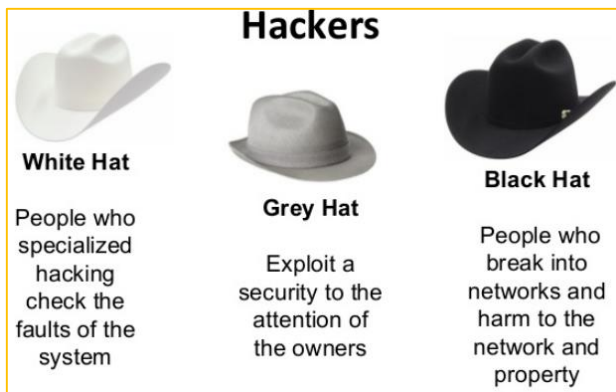 Hackers
White Hat
People who
specialized
hacking
check the
faults of the
system
Grey Hat
Exploit a
security to the
attention of
the owners
Black Hat
People who
break into
networks and
harm to the
network and
property